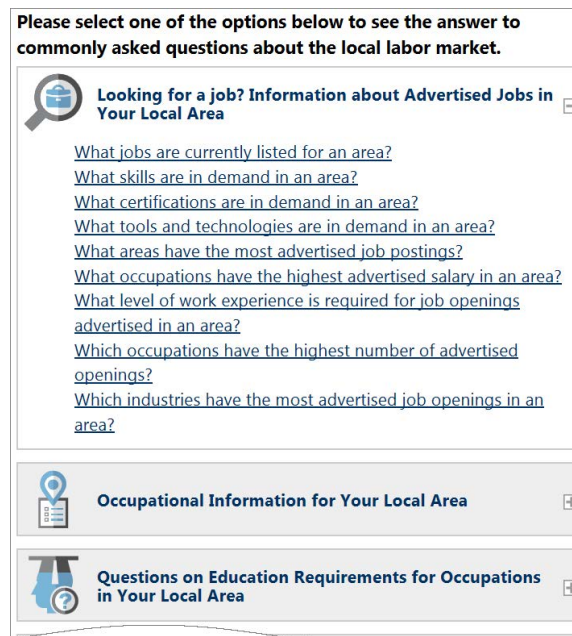 Please select one of the options below to see the answer to
commonly asked questions about the local labor market.
Looking for a job? Information about Advertised Jobs in
Your Local Area
What jobs are currently listed for an area?
What skills are in demand in an area?
What certifications are in demand in an area?
What tools and technologies are in demand in an area?
What areas have the most advertised job postings?
What occupations have the highest advertised salary in an area?
What level of work experience is required for job openings
advertised in an area?
Which occupations have the highest number of advertised
openings?
Which industries have the most advertised job openings in an
area?
Occupational Information for Your Local Area
Questions on Education Requirements for Occupations
in Your Local Area